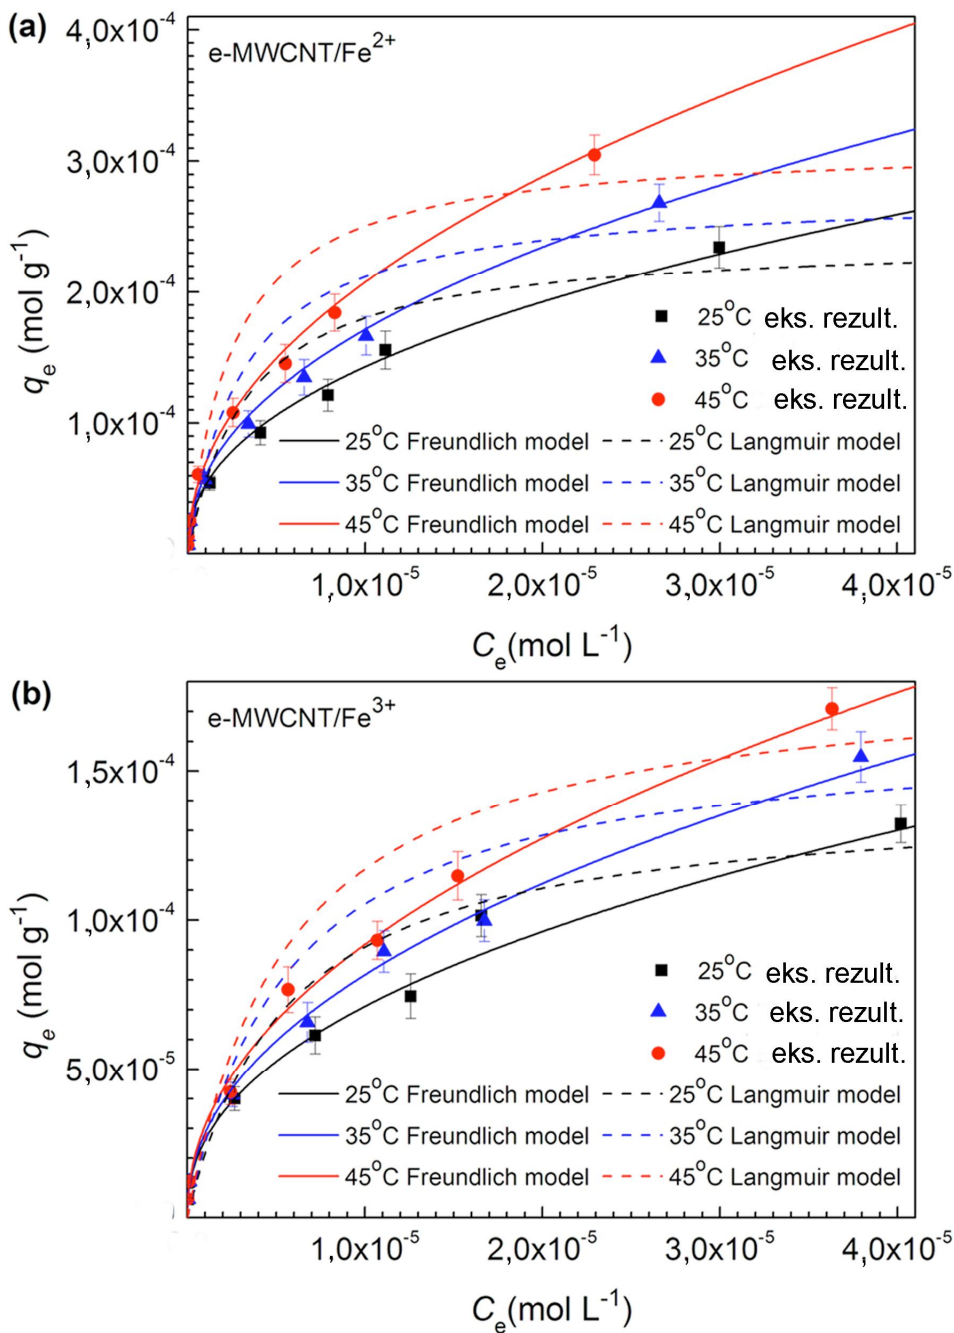 (a)
e-MWCNT/Fe²⁺
4,0x10⁻⁴
3,0x10⁻⁴
2,0x10⁻⁴
1,0x10⁻⁴
qₑ (mol g⁻¹)
25°C eks. rezult.
35°C eks. rezult.
45°C eks. rezult.
25°C Freundlich model 25°C Langmuir model
35°C Freundlich model 35°C Langmuir model
45°C Freundlich model 45°C Langmuir model
1,0x10⁻⁵ 2,0x10⁻⁵ 3,0x10⁻⁵ 4,0x10⁻⁵
Cₑ(mol L⁻¹)
(b)
e-MWCNT/Fe³⁺
1,5x10⁻⁴
1,0x10⁻⁴
5,0x10⁻⁵
qₑ (mol g⁻¹)
25°C eks. rezult.
35°C eks. rezult.
45°C eks. rezult.
25°C Freundlich model 25°C Langmuir model
35°C Freundlich model 35°C Langmuir model
45°C Freundlich model 45°C Langmuir model
1,0x10⁻⁵ 2,0x10⁻⁵ 3,0x10⁻⁵ 4,0x10⁻⁵
Cₑ(mol L⁻¹)